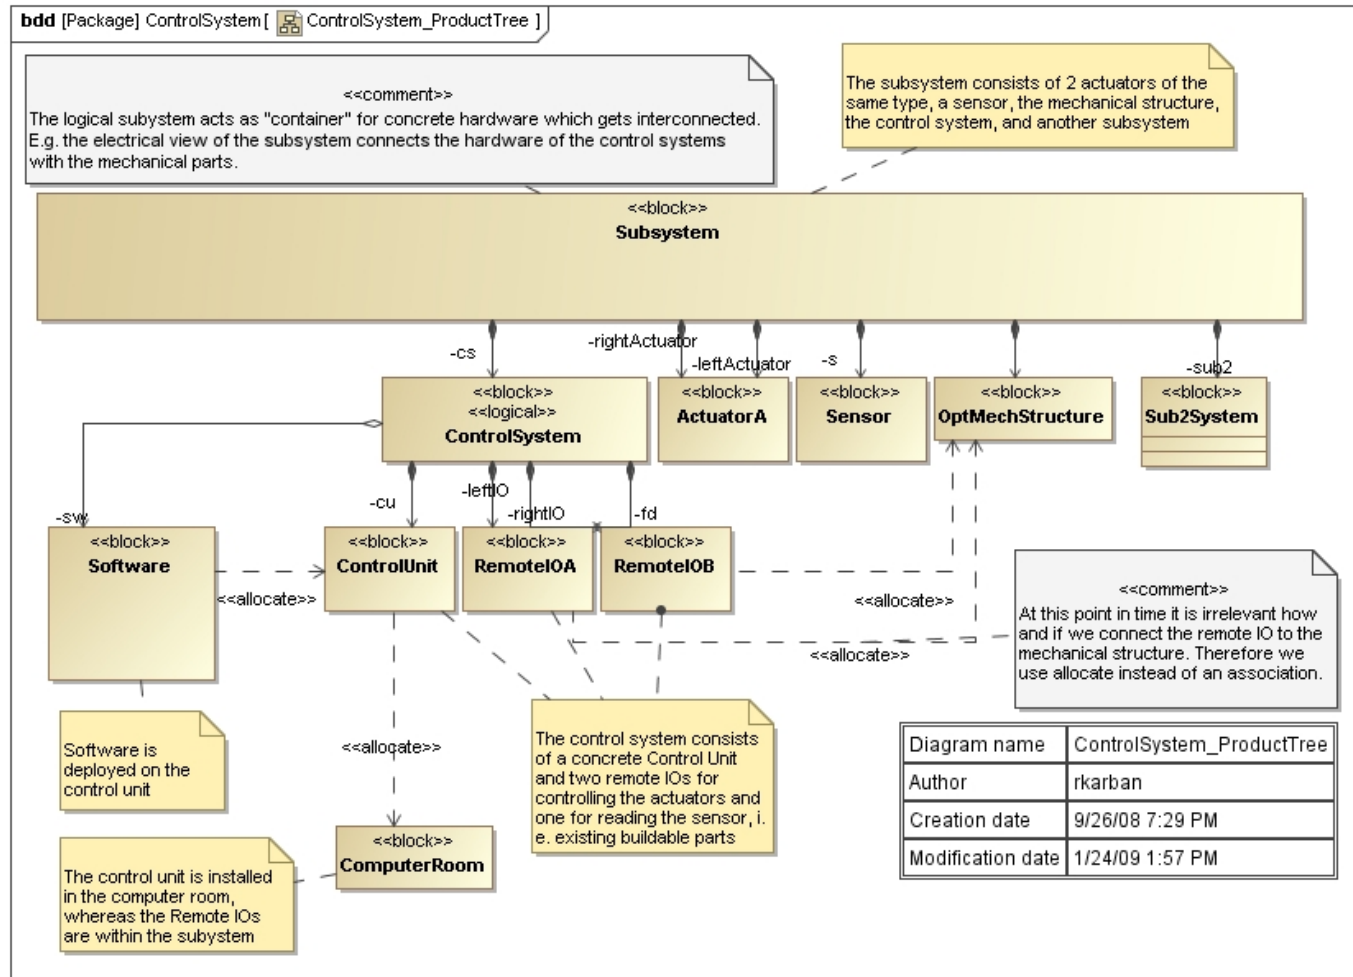 bdd [Package] ControlSystem [ ControlSystem_ProductTree ]
<<comment>>
The logical subsystem acts as "container" for concrete hardware which gets interconnected.
E.g. the electrical view of the subsystem connects the hardware of the control systems
with the mechanical parts.
The subsystem consists of 2 actuators of the
same type, a sensor, the mechanical structure,
the control system, and another subsystem
<<block>>
Subsystem
-cs
-rightActuator
-leftActuator
-s
-sub2
<<block>>
<<logical>>
ControlSystem
<<block>>
ActuatorA
<<block>>
Sensor
<<block>>
OptMechStructure
<<block>>
Sub2System
-sw
-cu
-leftIO
-rightIO
-fd
<<block>>
Software
<<allocate>>
<<block>>
ControlUnit
<<block>>
RemoteIOA
<<block>>
RemoteIOB
<<allocate>>
<<allocate>>
<<comment>>
At this point in time it is irrelevant how
and if we connect the remote IO to the
mechanical structure. Therefore we
use allocate instead of an association.
Software is
deployed on the
control unit
<<allocate>>
The control system consists
of a concrete Control Unit
and two remote IOs for
controlling the actuators and
one for reading the sensor, i.
e. existing buildable parts
Diagram name ControlSystem_ProductTree
Author rkarban
Creation date 9/26/08 7:29 PM
Modification date 1/24/09 1:57 PM
<<block>>
ComputerRoom
The control unit is installed
in the computer room,
whereas the Remote IOs
are within the subystem